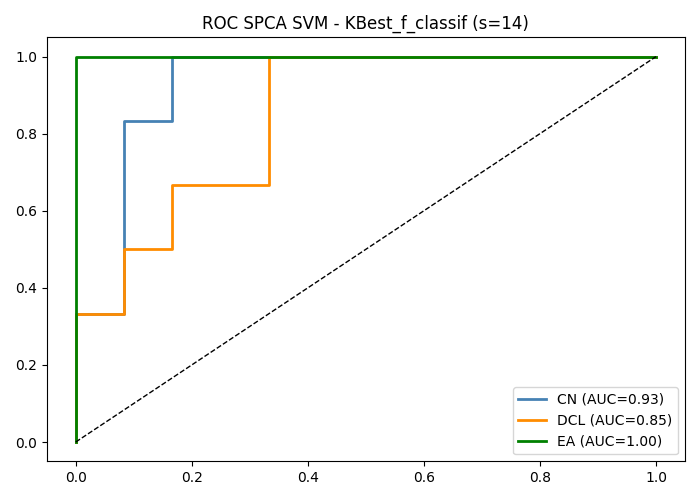 ROC SPCA SVM - KBest_f_classif (s=14)
1.0
0.8
0.6
0.4
0.2
0.0
0.0 0.2 0.4 0.6 0.8 1.0
CN (AUC=0.93)
DCL (AUC=0.85)
EA (AUC=1.00)